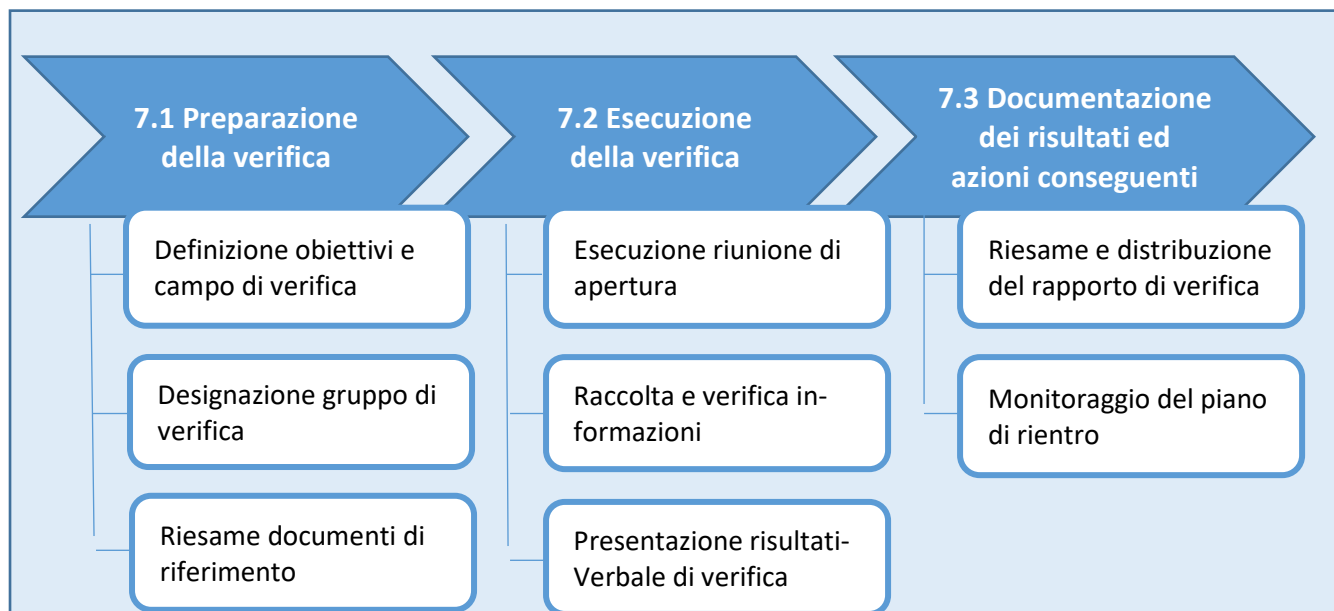 7.1 Preparazione
della verifica
Definizione obiettivi e
campo di verifica
Designazione gruppo di
verifica
Riesame documenti di
riferimento
7.2 Esecuzione
della verifica
Esecuzione riunione di
apertura
Raccolta e verifica in-
formazioni
Presentazione risultati-
Verbale di verifica
7.3 Documentazione
dei risultati ed
azioni conseguenti
Riesame e distribuzione
del rapporto di verifica
Monitoraggio del piano
di rientro